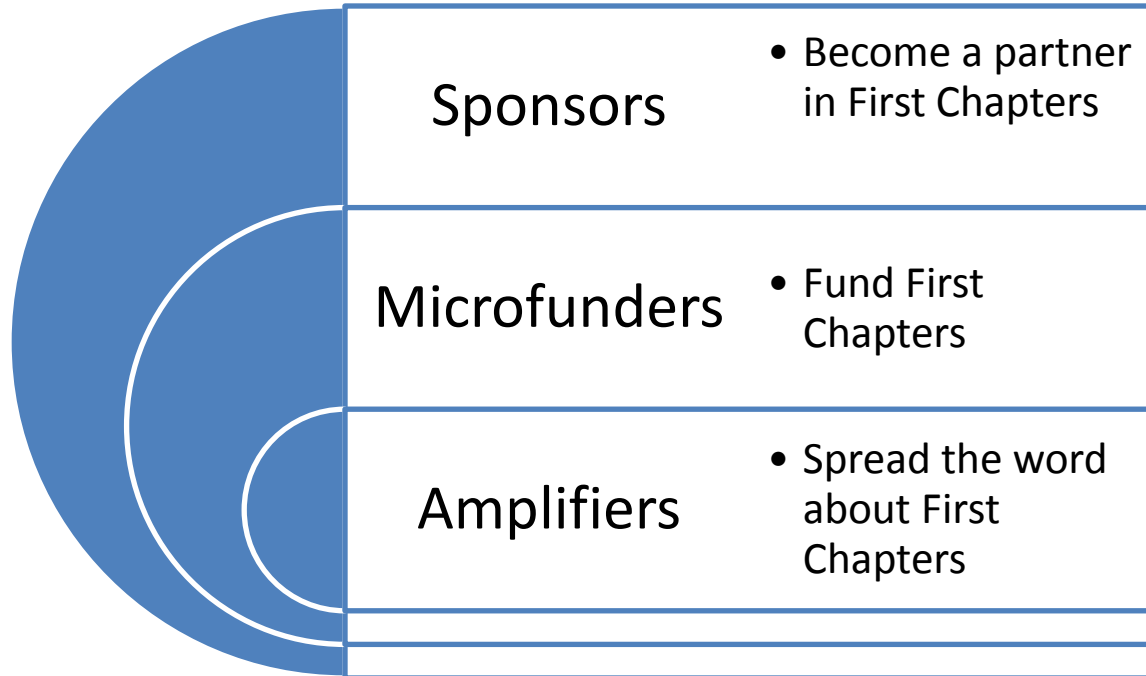 Sponsors
• Become a partner
in First Chapters
Microfunders
• Fund First
Chapters
Amplifiers
• Spread the word
about First
Chapters